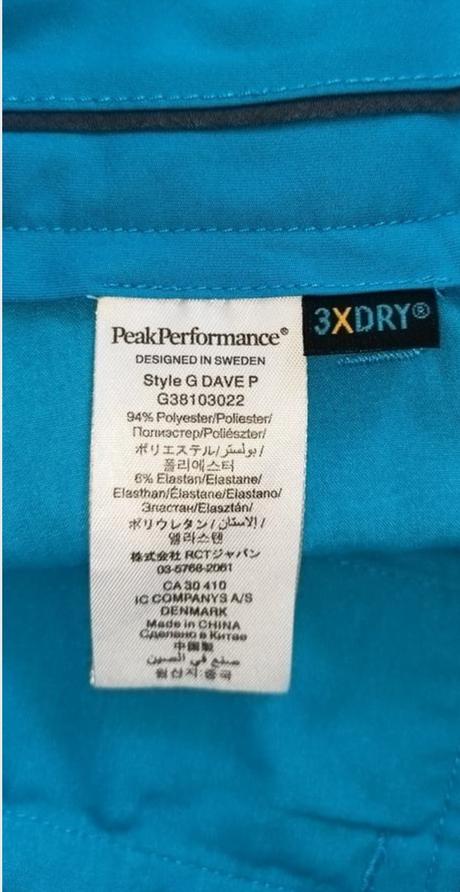 PeakPerformance®
3XDRY®
DESIGNED IN SWEDEN
Style G DAVE P
G38103022
94% Polyester/Poliester/
Полиэстер/Poliészter/
ポリエステル/بولستر/
폴리에스터
6% Elastan/Elastane/
Elasthan/Élastane/Elastano/
Эластан/Elasztán/
ポリウレタン/الاستان/
엘라스텐
株式会社 RCTジャパン
03-5768-2061
CA 30 410
IC COMPANYS A/S
DENMARK
Made in CHINA
Сделано в Китае
中国製
صنع في الصين
원산지:중국